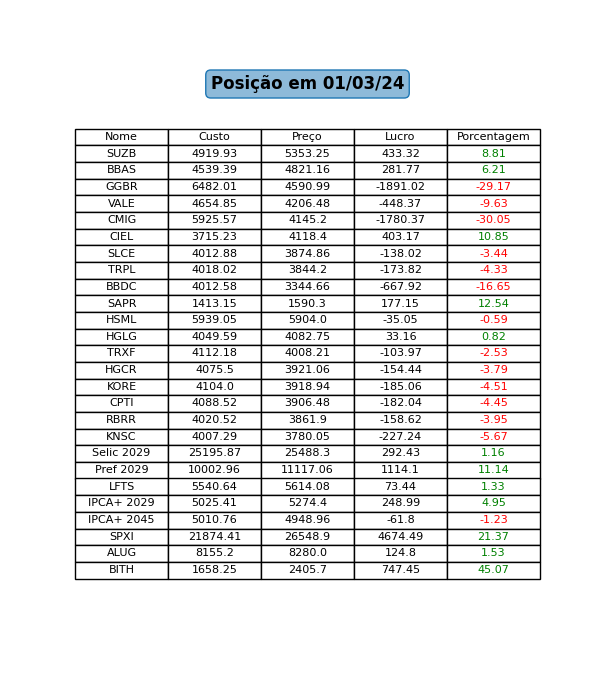 Posição em 01/03/24
Nome Custo Preço Lucro Porcentagem
SUZB 4919.93 5353.25 433.32 8.81
BBAS 4539.39 4821.16 281.77 6.21
GGBR 6482.01 4590.99 -1891.02 -29.17
VALE 4654.85 4206.48 -448.37 -9.63
CMIG 5925.57 4145.2 -1780.37 -30.05
CIEL 3715.23 4118.4 403.17 10.85
SLCE 4012.88 3874.86 -138.02 -3.44
TRPL 4018.02 3844.2 -173.82 -4.33
BBDC 4012.58 3344.66 -667.92 -16.65
SAPR 1413.15 1590.3 177.15 12.54
HSML 5939.05 5904.0 -35.05 -0.59
HGLG 4049.59 4082.75 33.16 0.82
TRXF 4112.18 4008.21 -103.97 -2.53
HGCR 4075.5 3921.06 -154.44 -3.79
KORE 4104.0 3918.94 -185.06 -4.51
CPTI 4088.52 3906.48 -182.04 -4.45
RBRR 4020.52 3861.9 -158.62 -3.95
KNSC 4007.29 3780.05 -227.24 -5.67
Selic 2029 25195.87 25488.3 292.43 1.16
Pref 2029 10002.96 11117.06 1114.1 11.14
LFTS 5540.64 5614.08 73.44 1.33
IPCA+ 2029 5025.41 5274.4 248.99 4.95
IPCA+ 2045 5010.76 4948.96 -61.8 -1.23
SPXI 21874.41 26548.9 4674.49 21.37
ALUG 8155.2 8280.0 124.8 1.53
BITH 1658.25 2405.7 747.45 45.07